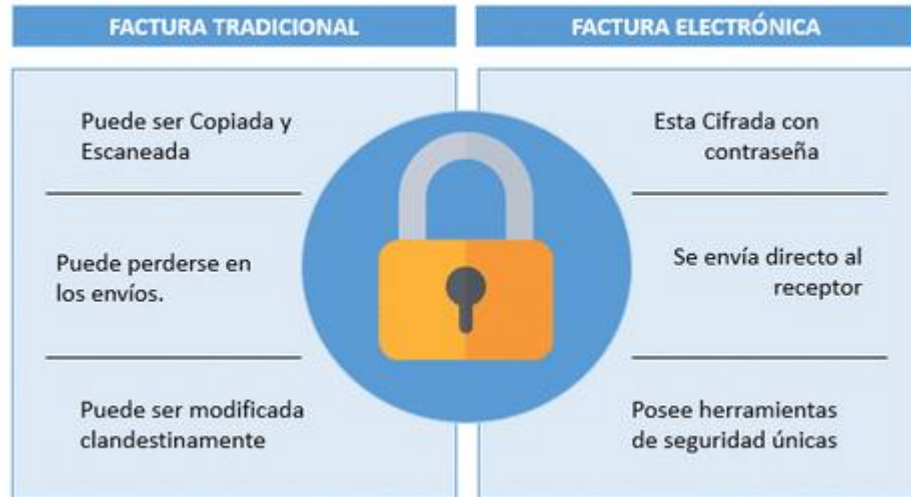 FACTURA TRADICIONAL
Puede ser Copiada y
Escaneada
Puede perderse en
los envíos.
Puede ser modificada
clandestinamente
FACTURA ELECTRÓNICA
Esta Cifrada con
contraseña
Se envía directo al
receptor
Posee herramientas
de seguridad únicas